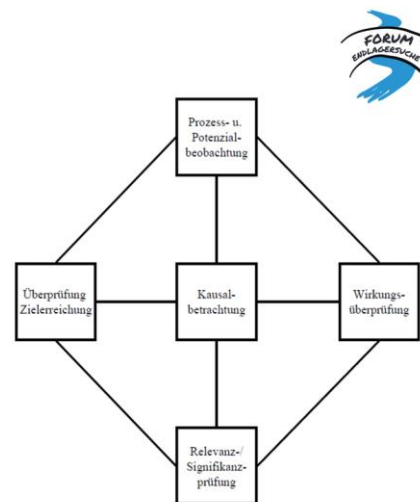 FORUM
ENDLAGERSUCHE
Prozess- u.
Potenzial-
beobachtung
Überprüfung
Zielerreichung
Kausal-
betrachtung
Wirkungs-
überprüfung
Relevanz-/
Signifikanz-
prüfung